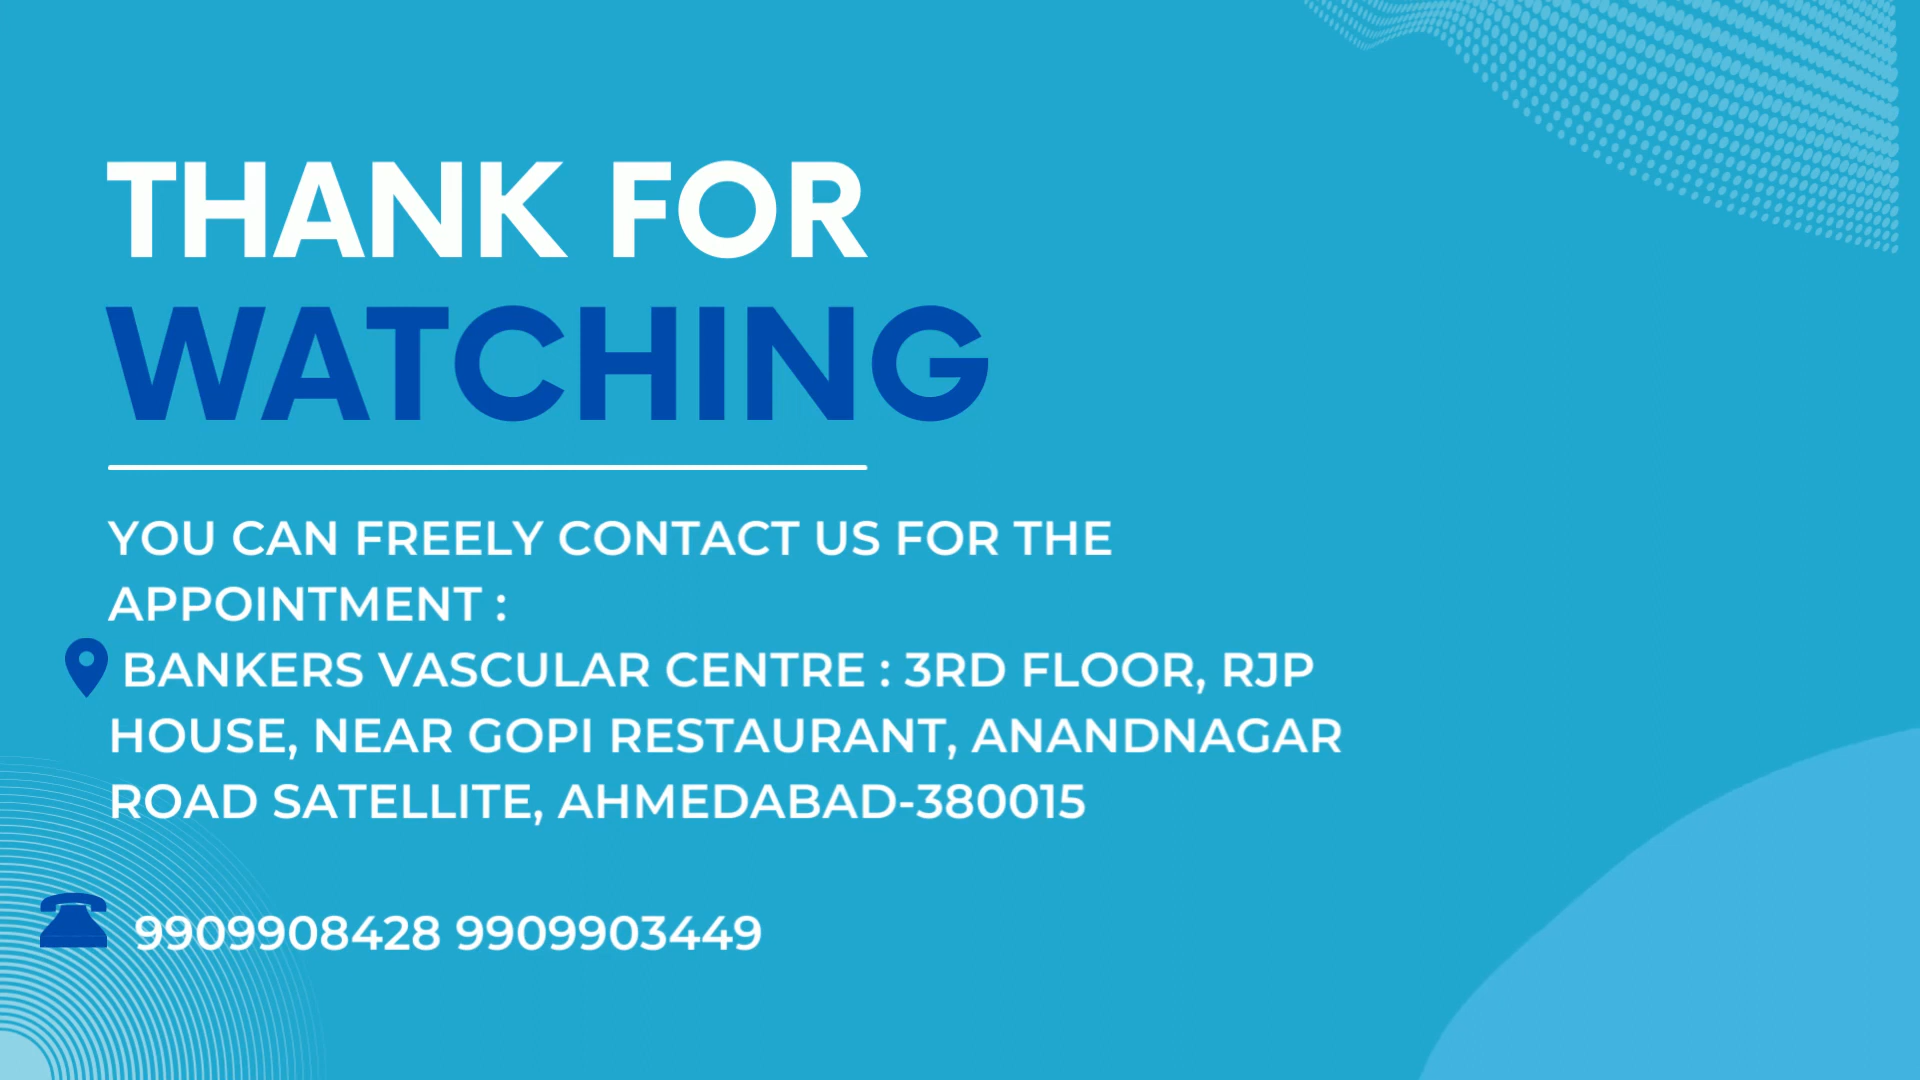 THANK FOR
WATCHING
YOU CAN FREELY CONTACT US FOR THE
APPOINTMENT :
BANKERS VASCULAR CENTRE : 3RD FLOOR, RJP
HOUSE, NEAR GOPI RESTAURANT, ANANDNAGAR
ROAD SATELLITE, AHMEDABAD-380015
9909908428 9909903449